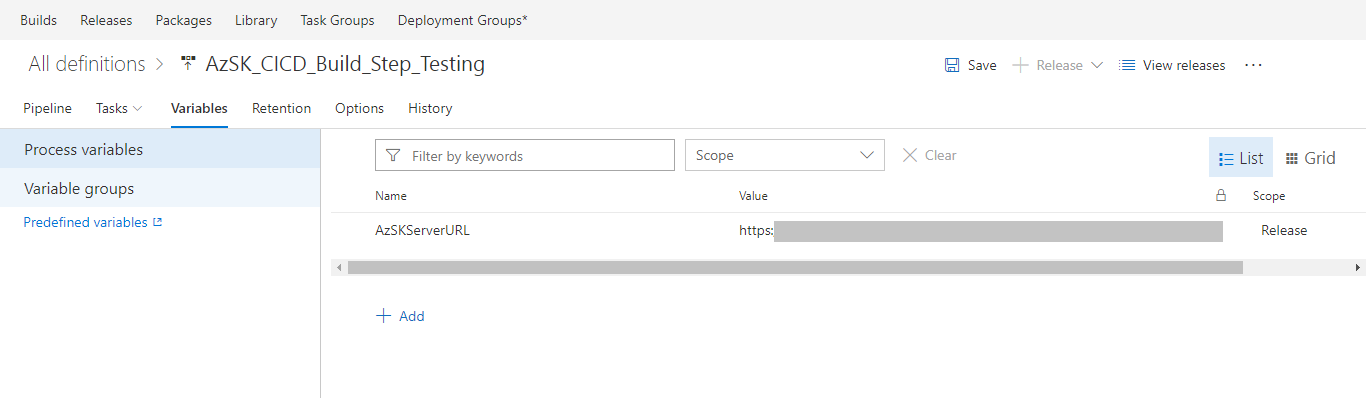 Builds Releases Packages Library Task Groups Deployment Groups*
All definitions > AzSK_CICD_Build_Step_Testing Save Release View releases ...
Pipeline Tasks Variables Retention Options History
Process variables
Variable groups
Predefined variables
Filter by keywords Scope Clear List Grid
Name Value Scope
AzSKServerURL https: Release
Add